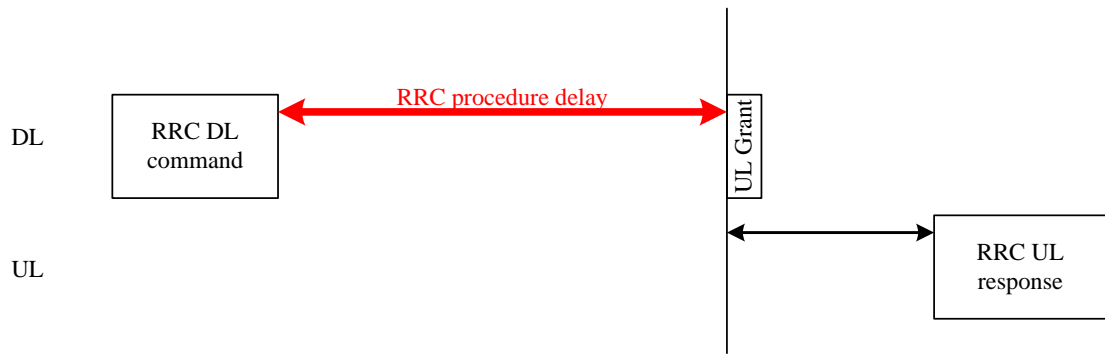 RRC procedure delay
DL
RRC DL
command
UL Grant
UL
RRC UL
response